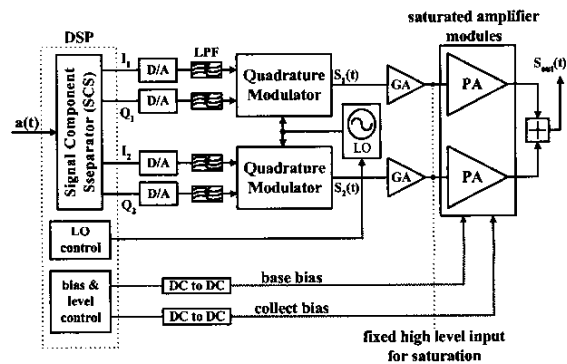 saturated amplifier
modules
DSP
a(t)
Signal Component
Sseparator (SCS)
I1
Q1
I2
Q2
D/A
D/A
D/A
D/A
LPF
Quadrature
Modulator
Quadrature
Modulator
S1(t)
S2(t)
LO
GA
GA
PA
PA
Sout(t)
LO
control
bias &
level
control
DC to DC
DC to DC
base bias
collect bias
fixed high level input
for saturation